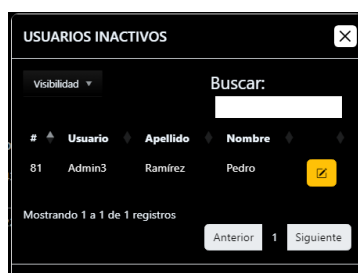 USUARIOS INACTIVOS
Visibilidad
Buscar:
# Usuario Apellido Nombre
81 Admin3 Ramírez Pedro
Mostrando 1 a 1 de 1 registros
Anterior 1 Siguiente